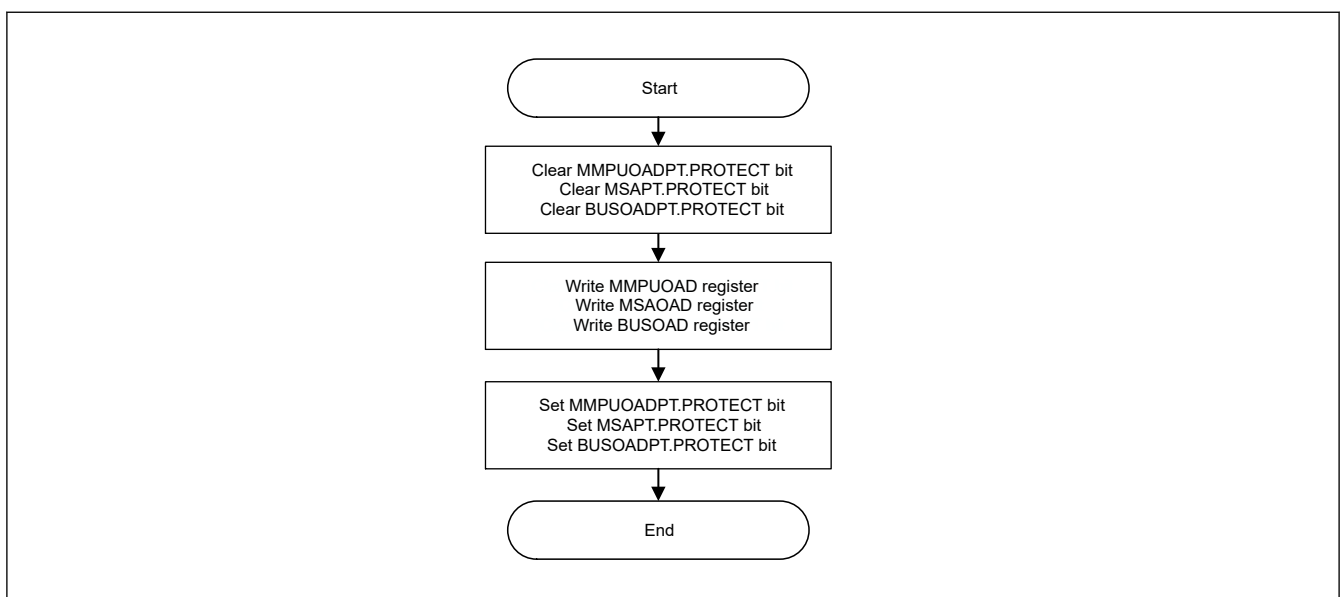 Start
Clear MMPUOADPT.PROTECT bit
Clear MSAPT.PROTECT bit
Clear BUSOADPT.PROTECT bit
Write MMPUOAD register
Write MSAOAD register
Write BUSOAD register
Set MMPUOADPT.PROTECT bit
Set MSAPT.PROTECT bit
Set BUSOADPT.PROTECT bit
End